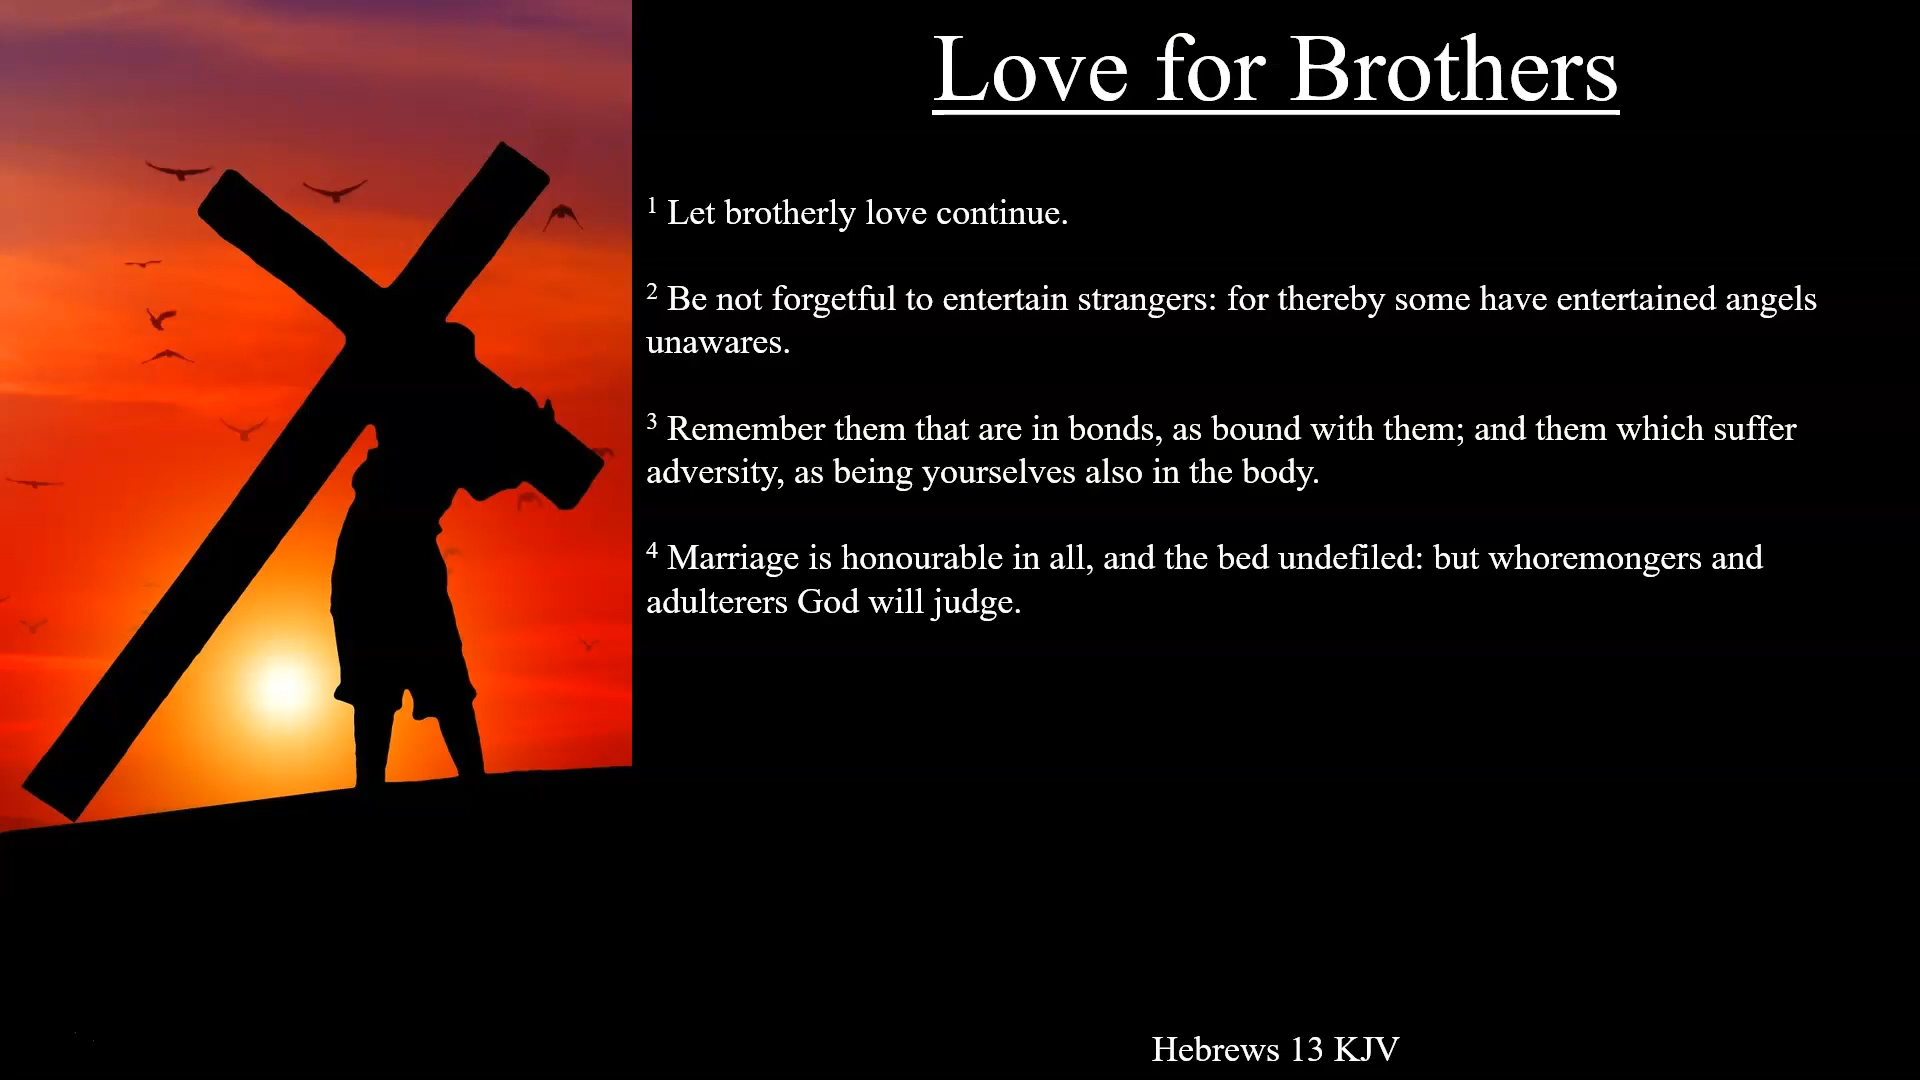 Love for Brothers
1 Let brotherly love continue.
2 Be not forgetful to entertain strangers: for thereby some have entertained angels
unawares.
3 Remember them that are in bonds, as bound with them; and them which suffer
adversity, as being yourselves also in the body.
4 Marriage is honourable in all, and the bed undefiled: but whoremongers and
adulterers God will judge.
Hebrews 13 KJV